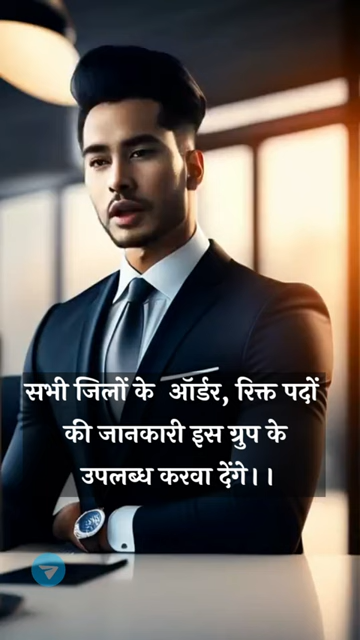 सभी जिलों के ऑर्डर, रिक्त पदों
की जानकारी इस ग्रुप के
उपलब्ध करवा देंगे।।